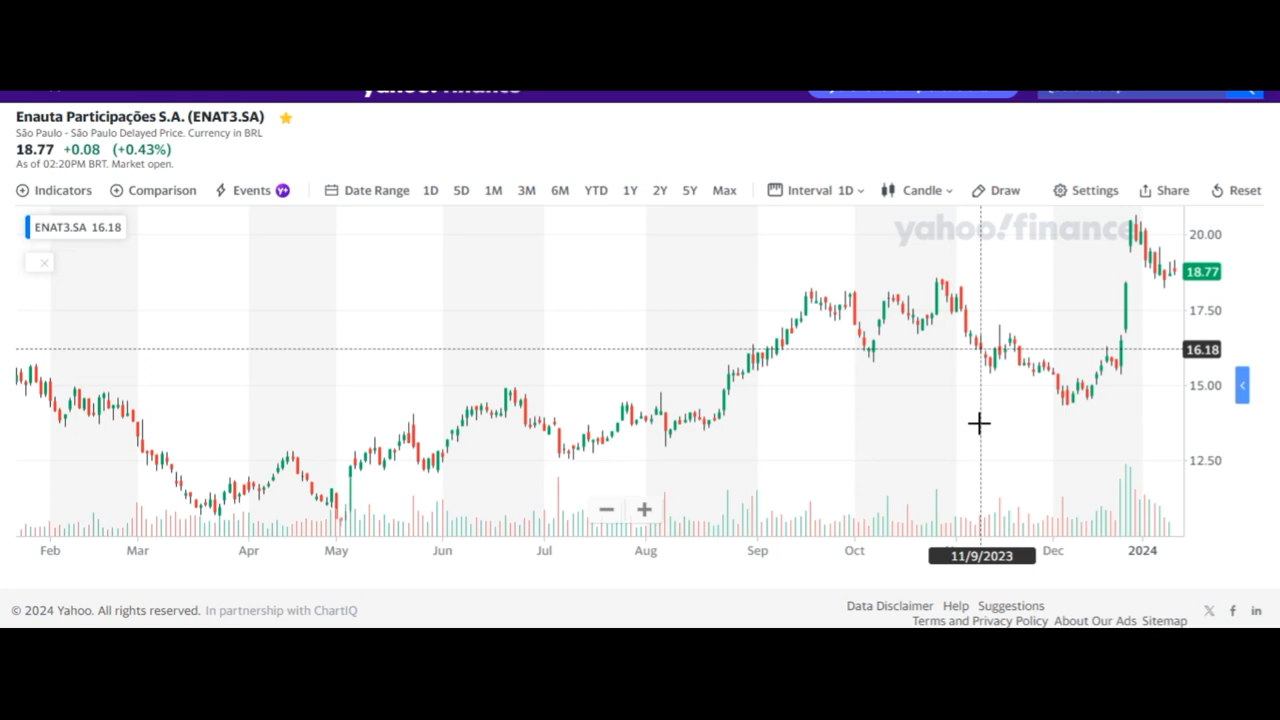 Enauta Participações S.A. (ENAT3.SA)
São Paulo - São Paulo Delayed Price. Currency in BRL
18.77 +0.08 (+0.43%)
As of 02:20PM BRT. Market open.
Indicators Comparison Events Y+ Date Range 1D 5D 1M 3M 6M YTD 1Y 2Y 5Y Max Interval 1D Candle Draw Settings Share Reset
ENAT3.SA 16.18
yahoo!finance
20.00
18.77
17.50
16.18
15.00
12.50
Feb Mar Apr May Jun Jul Aug Sep Oct Dec 2024
11/9/2023
© 2024 Yahoo. All rights reserved. In partnership with ChartIQ
Data Disclaimer Help Suggestions
Terms and Privacy Policy About Our Ads Sitemap